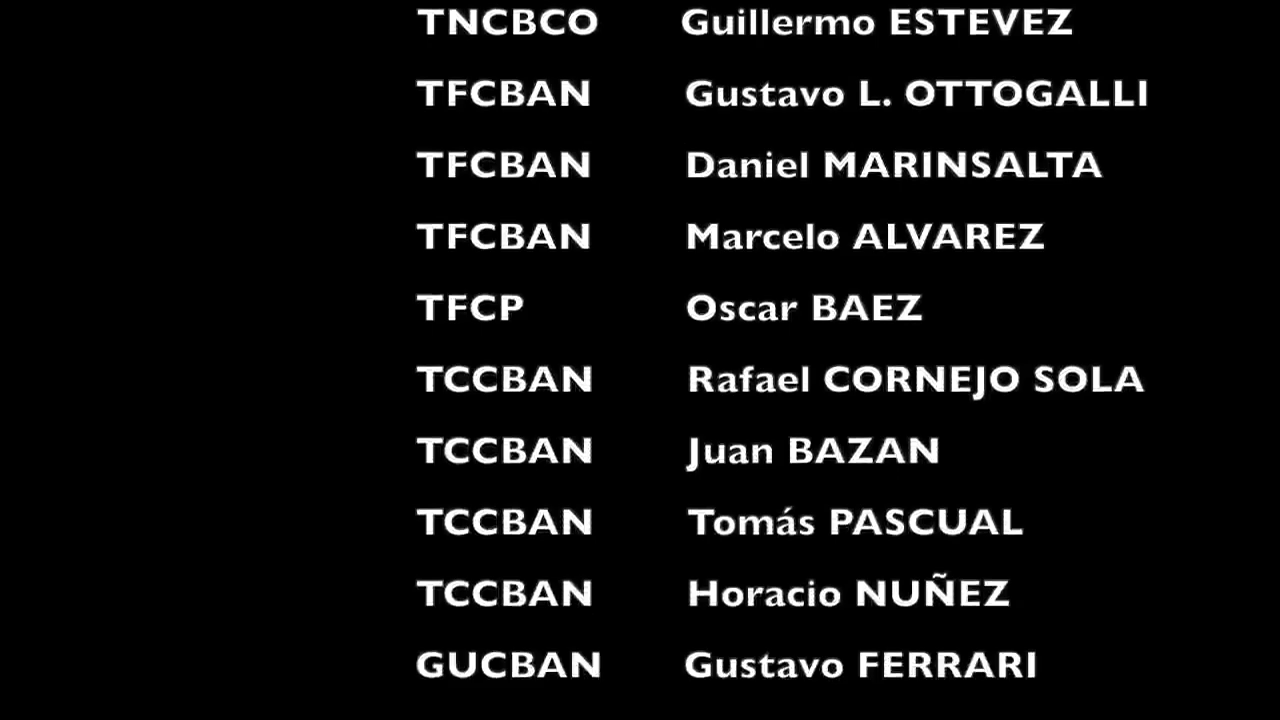 TNCBCO Guillermo ESTEVEZ
TFCBAN Gustavo L. OTTOGALLI
TFCBAN Daniel MARINSALTA
TFCBAN Marcelo ALVAREZ
TFCP Oscar BAEZ
TCCBAN Rafael CORNEJO SOLA
TCCBAN Juan BAZAN
TCCBAN Tomás PASCUAL
TCCBAN Horacio NUÑEZ
GUCBAN Gustavo FERRARI